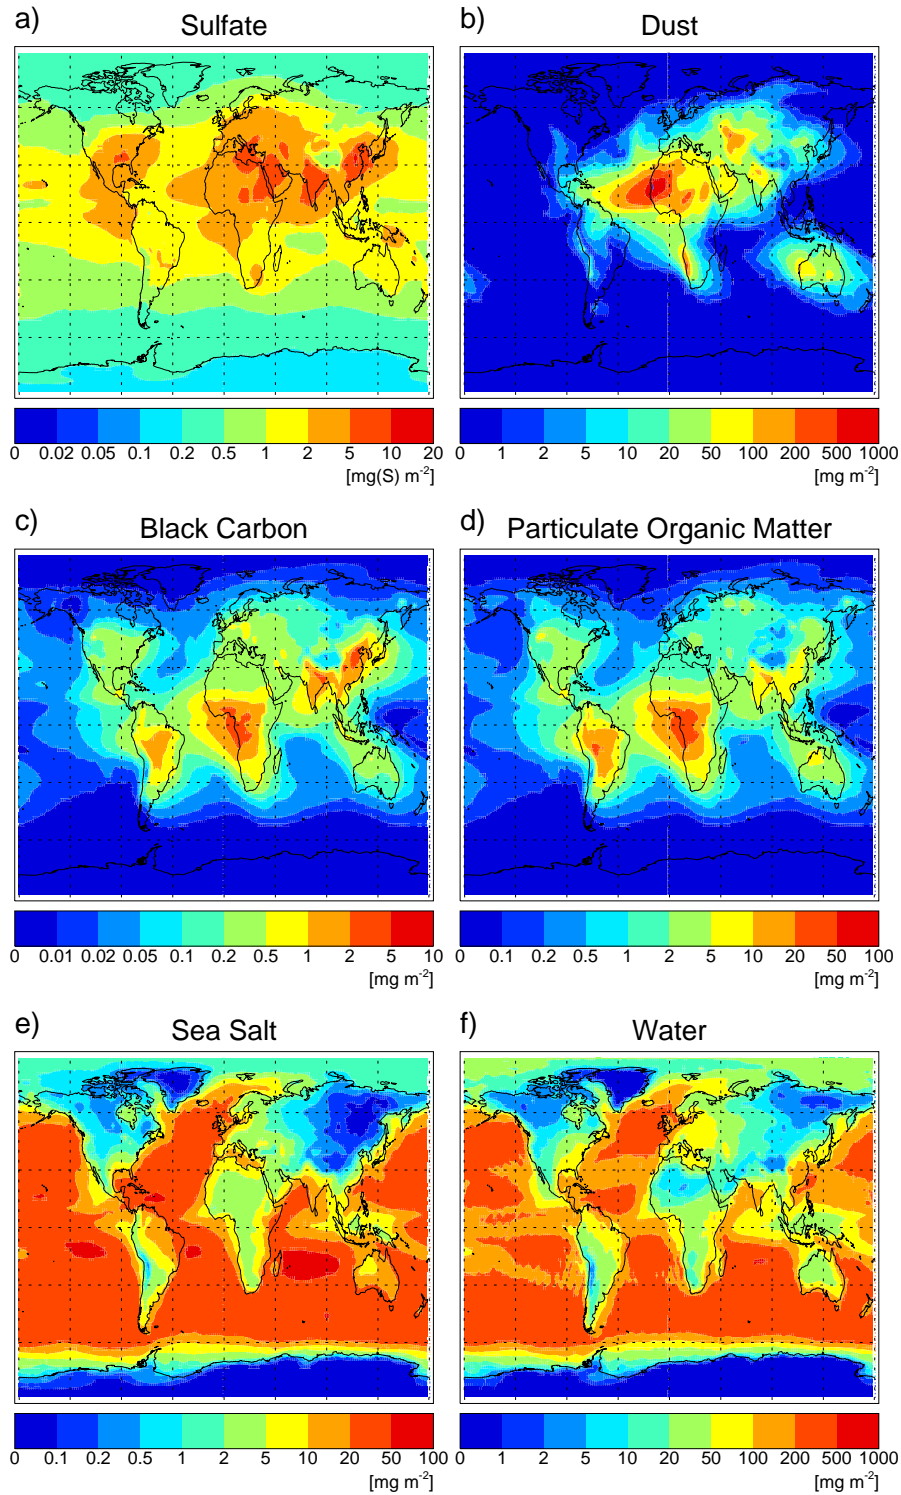 a) Sulfate
b) Dust
0 0.02 0.05 0.1 0.2 0.5 1 2 5 10 20
[mg(S) m-2]
0 1 2 5 10 20 50 100 200 500 1000
[mg m-2]
c) Black Carbon
d) Particulate Organic Matter
0 0.01 0.02 0.05 0.1 0.2 0.5 1 2 5 10
[mg m-2]
0 0.1 0.2 0.5 1 2 5 10 20 50 100
[mg m-2]
e) Sea Salt
f) Water
0 0.1 0.2 0.5 1 2 5 10 20 50 100
[mg m-2]
0 1 2 5 10 20 50 100 200 500 1000
[mg m-2]